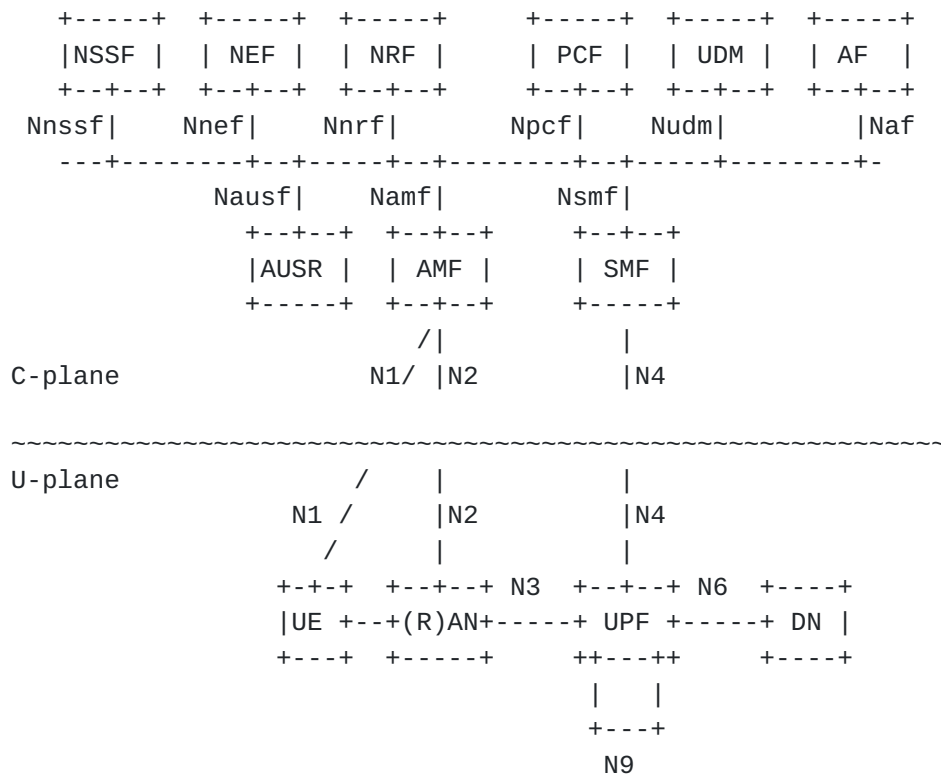 NSSF NEF NRF PCF UDM AF
Nnssf Nnef Nnrf Npcf Nudm Naf
Nausf Namf Nsmf
AUSR AMF SMF
C-plane N1 N2 N4
U-plane
N1 N2 N4
N3 N6
UE (R)AN UPF DN
N9